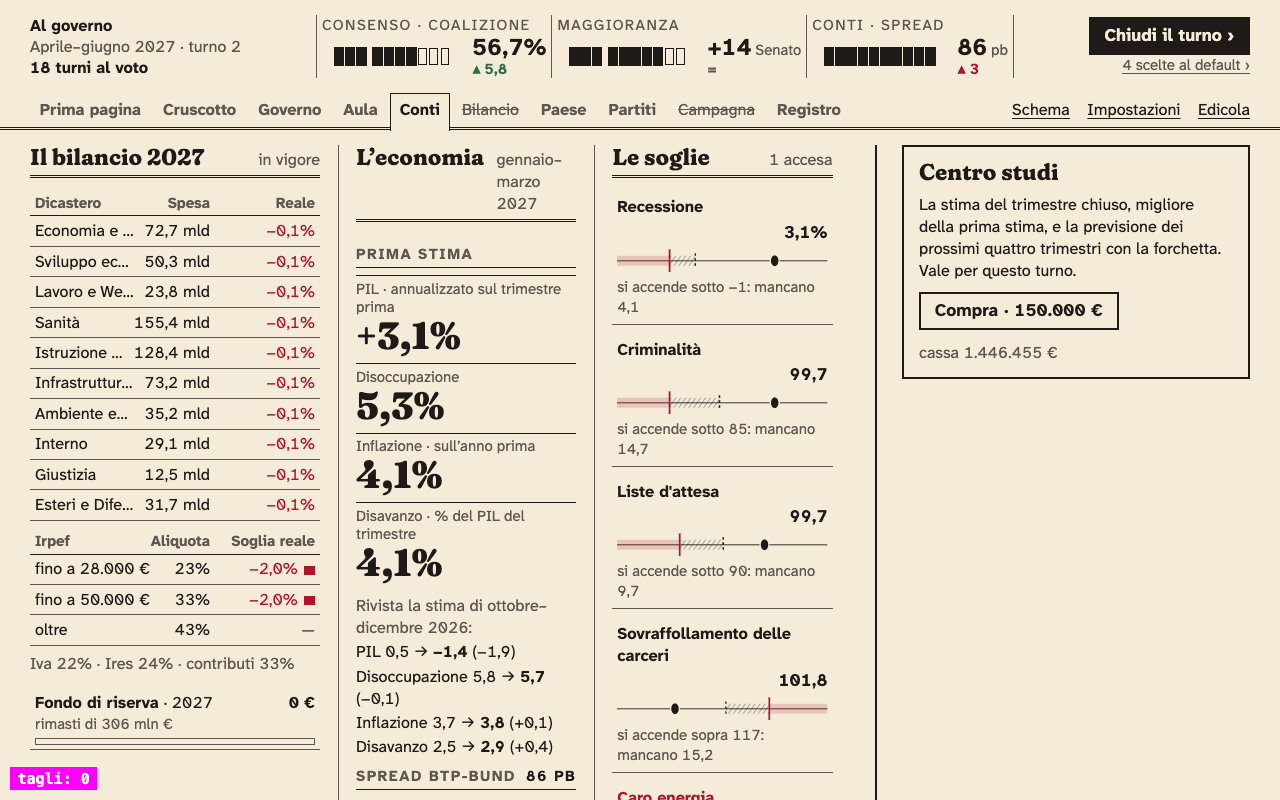 Al governo
Aprile–giugno 2027 · turno 2
18 turni al voto
CONSENSO · COALIZIONE
56,7%
▲ 5,8
MAGGIORANZA
+14 Senato
=
CONTI · SPREAD
86 pb
▲ 3
Chiudi il turno ›
4 scelte al default ›
Prima pagina
Cruscotto
Governo
Aula
Conti
Bilancio
Paese
Partiti
Campagna
Registro
Schema
Impostazioni
Edicola
Il bilancio 2027
in vigore
Dicastero Spesa Reale
Economia e ... 72,7 mld −0,1%
Sviluppo ec... 50,3 mld −0,1%
Lavoro e We... 23,8 mld −0,1%
Sanità 155,4 mld −0,1%
Istruzione ... 128,4 mld −0,1%
Infrastruttur... 73,2 mld −0,1%
Ambiente e... 35,2 mld −0,1%
Interno 29,1 mld −0,1%
Giustizia 12,5 mld −0,1%
Esteri e Dife... 31,7 mld −0,1%
Irpef Aliquota Soglia reale
fino a 28.000 € 23% −2,0%
fino a 50.000 € 33% −2,0%
oltre 43% —
Iva 22% · Ires 24% · contributi 33%
Fondo di riserva · 2027 0 €
rimasti di 306 mln €
tagli: 0
L’economia
gennaio–
marzo
2027
PRIMA STIMA
PIL · annualizzato sul trimestre
prima
+3,1%
Disoccupazione
5,3%
Inflazione · sull’anno prima
4,1%
Disavanzo · % del PIL del
trimestre
4,1%
Rivista la stima di ottobre–
dicembre 2026:
PIL 0,5 → −1,4 (−1,9)
Disoccupazione 5,8 → 5,7
(−0,1)
Inflazione 3,7 → 3,8 (+0,1)
Disavanzo 2,5 → 2,9 (+0,4)
SPREAD BTP-BUND 86 PB
Le soglie
1 accesa
Recessione
3,1%
si accende sotto −1: mancano
4,1
Criminalità
99,7
si accende sotto 85: mancano
14,7
Liste d'attesa
99,7
si accende sotto 90: mancano
9,7
Sovraffollamento delle
carceri
101,8
si accende sopra 117:
mancano 15,2
Caro energia
Centro studi
La stima del trimestre chiuso, migliore
della prima stima, e la previsione dei
prossimi quattro trimestri con la forchetta.
Vale per questo turno.
Compra · 150.000 €
cassa 1.446.455 €